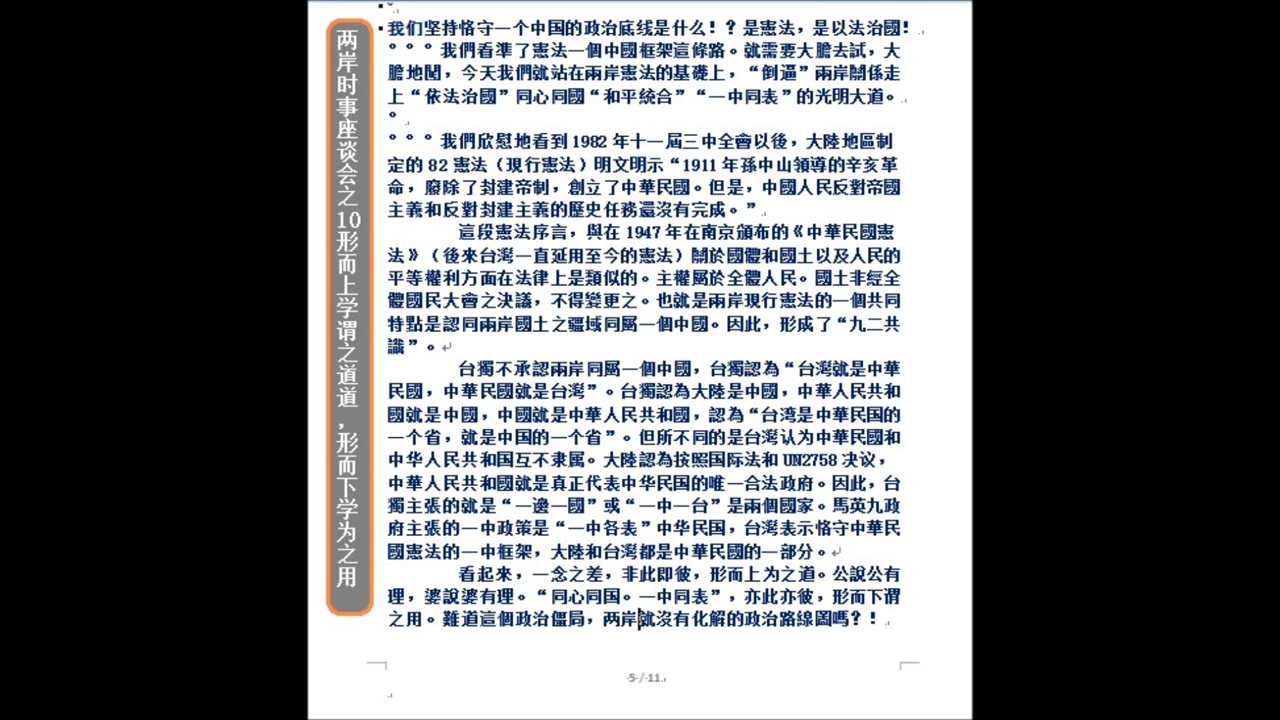 两岸时事座谈会之10形而上学谓之道道，形而下学为之用
我们坚持恪守一个中国的政治底线是什么！？是憲法，是以法治國！
我們看準了憲法一個中國框架這條路。就需要大膽去試，大
膽地闖，今天我們就站在兩岸憲法的基礎上，“倒逼”兩岸關係走
上“依法治國”同心同國“和平統合”“一中同表”的光明大道。
我們欣慰地看到 1982 年十一屆三中全會以後，大陸地區制
定的 82 憲法（現行憲法）明文明示“1911 年孫中山領導的辛亥革
命，廢除了封建帝制，創立了中華民國。但是，中國人民反對帝國
主義和反對封建主義的歷史任務還沒有完成。”
這段憲法序言，與在 1947 年在南京頒布的《中華民國憲
法》（後來台灣一直延用至今的憲法）關於國體和國土以及人民的
平等權利方面在法律上是類似的。主權屬於全體人民。國土非經全
體國民大會之決議，不得變更之。也就是兩岸現行憲法的一個共同
特點是認同兩岸國土之疆域同屬一個中國。因此，形成了“九二共
識”。
台獨不承認兩岸同屬一個中國，台獨認為“台灣就是中華
民國，中華民國就是台灣”。台獨認為大陸是中國，中華人民共和
國就是中國，中國就是中華人民共和國，認為“台湾是中華民国的
一个省，就是中国的一个省”。但所不同的是台灣认为中華民國和
中华人民共和国互不隶属。大陸認為按照国际法和 UN2758 决议，
中華人民共和國就是真正代表中华民国的唯一合法政府。因此，台
獨主張的就是“一邊一國”或“一中一台”是兩個國家。馬英九政
府主張的一中政策是“一中各表”中华民国，台灣表示恪守中華民
國憲法的一中框架，大陸和台灣都是中華民國的一部分。
看起來，一念之差，非此即彼，形而上为之道。公說公有
理，婆說婆有理。“同心同国。一中同表”，亦此亦彼，形而下谓
之用。難道這個政治僵局，两岸就沒有化解的政治路線圖嗎？！
5 / 11